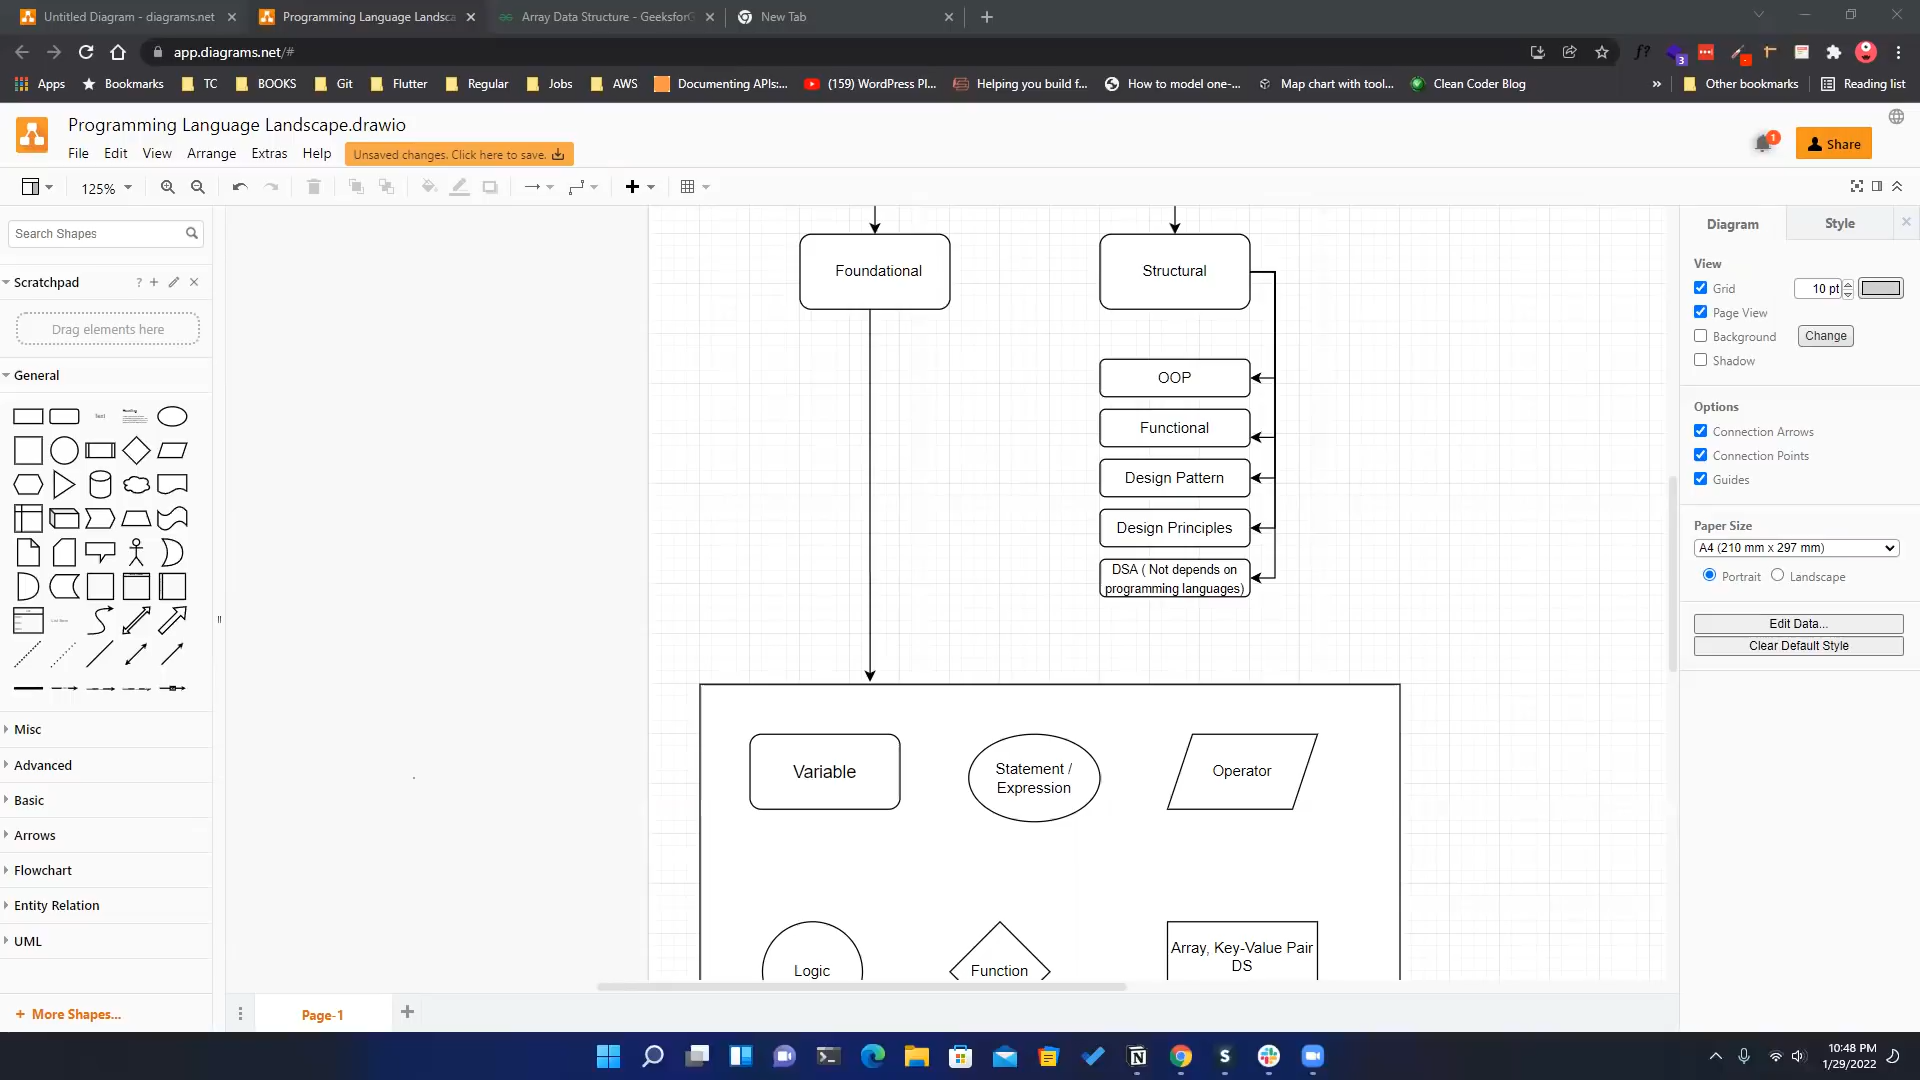 Untitled Diagram - diagrams.net
Programming Language Landsca
Array Data Structure - GeeksforG
New Tab
app.diagrams.net/#
Apps
Bookmarks
TC
BOOKS
Git
Flutter
Regular
Jobs
AWS
Documenting APIs:...
(159) WordPress Pl...
Helping you build f...
How to model one-...
Map chart with tool...
Clean Coder Blog
Other bookmarks
Reading list
Programming Language Landscape.drawio
File
Edit
View
Arrange
Extras
Help
Unsaved changes. Click here to save.
1
Share
125%
Search Shapes
Scratchpad
Drag elements here
General
Misc
Advanced
Basic
Arrows
Flowchart
Entity Relation
UML
+ More Shapes...
Foundational
Structural
OOP
Functional
Design Pattern
Design Principles
DSA ( Not depends on
programming languages)
Variable
Statement /
Expression
Operator
Logic
Function
Array, Key-Value Pair
DS
Page-1
Diagram
Style
View
Grid
10 pt
Page View
Background
Change
Shadow
Options
Connection Arrows
Connection Points
Guides
Paper Size
A4 (210 mm x 297 mm)
Portrait
Landscape
Edit Data...
Clear Default Style
10:48 PM
1/29/2022